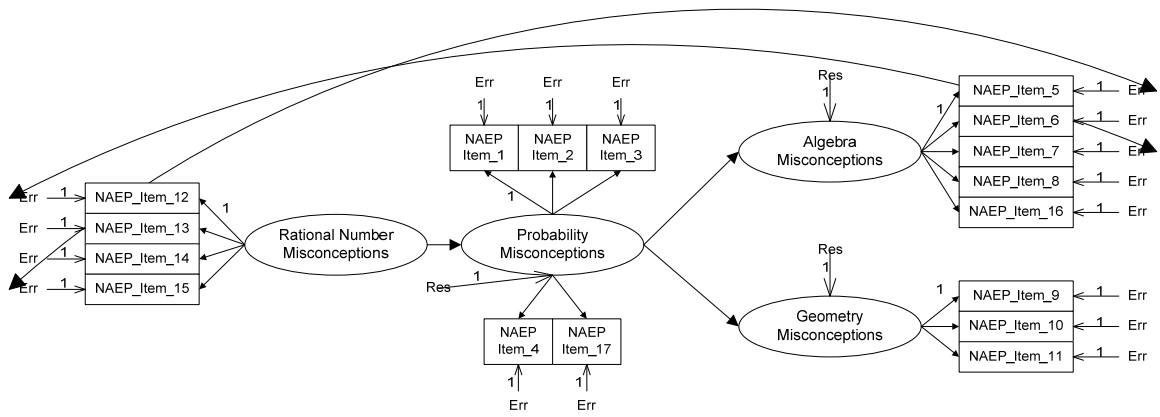 Err 1 NAEP_Item_12
Err 1 NAEP_Item_13
Err 1 NAEP_Item_14
Err 1 NAEP_Item_15
1
Rational Number
Misconceptions
Err Err Err
1 1 1
NAEP NAEP NAEP
Item_1 Item_2 Item_3
1
Probability
Misconceptions
Res 1
NAEP NAEP
Item_4 Item_17
1 1
Err Err
Res
1
Algebra
Misconceptions
1
NAEP_Item_5 1 Err
NAEP_Item_6 1 Err
NAEP_Item_7 1 Err
NAEP_Item_8 1 Err
NAEP_Item_16 1 Err
Res
1
Geometry
Misconceptions
1
NAEP_Item_9 1 Err
NAEP_Item_10 1 Err
NAEP_Item_11 1 Err